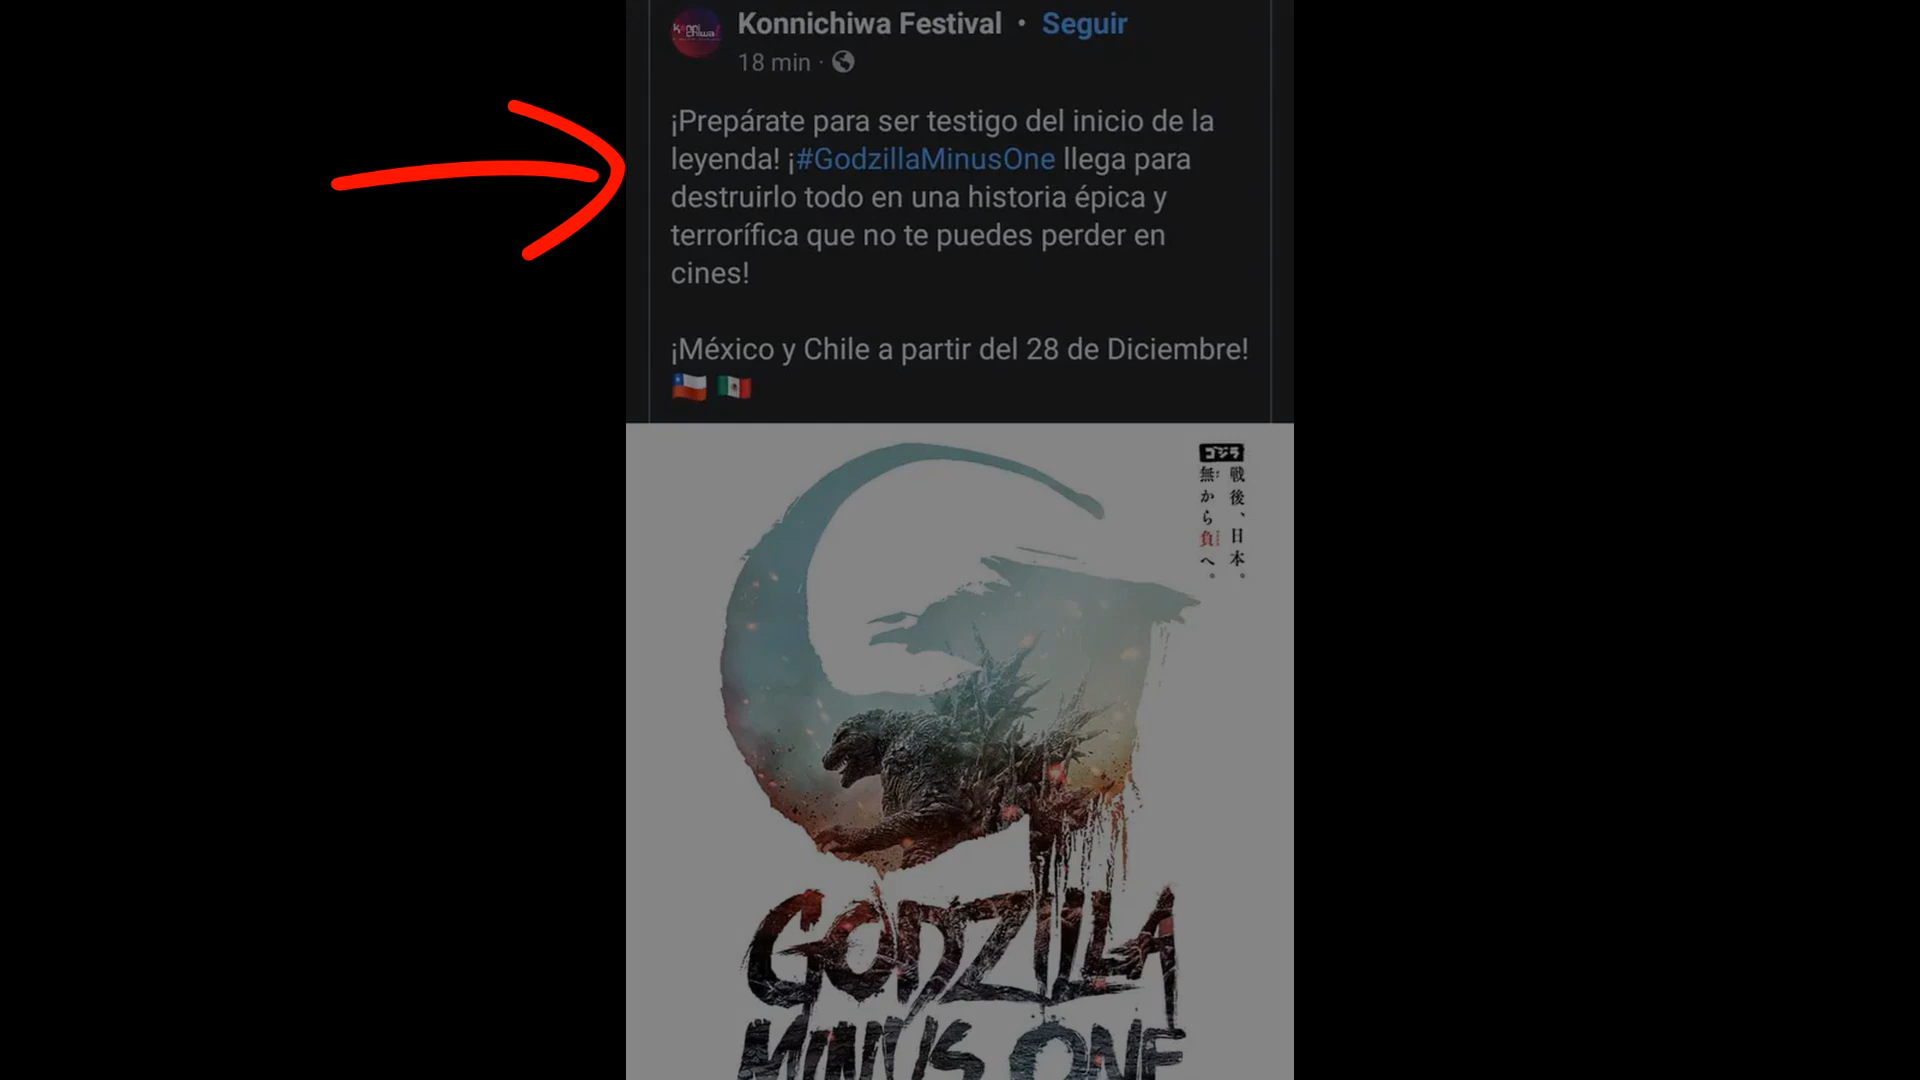 Konnichiwa Festival • Seguir
18 min ·
¡Prepárate para ser testigo del inicio de la
leyenda! ¡#GodzillaMinusOne llega para
destruirlo todo en una historia épica y
terrorífica que no te puedes perder en
cines!
¡México y Chile a partir del 28 de Diciembre!
ゴジラ
戦後、日本。
無から負へ。
GODZILLA
MINUS ONE